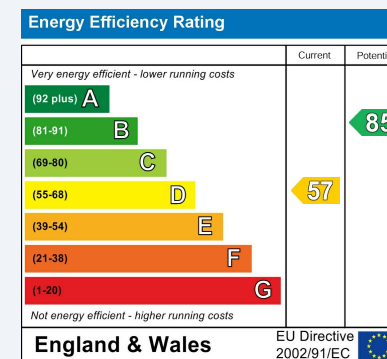 Energy Efficiency Rating
Current
Very energy efficient - lower running costs
(92 plus) A
(81-91) B
85
(69-80) C
(55-68) D
57
(39-54) E
(21-38) F
(1-20) G
Not energy efficient - higher running costs
England & Wales
EU Directive
2002/91/EC